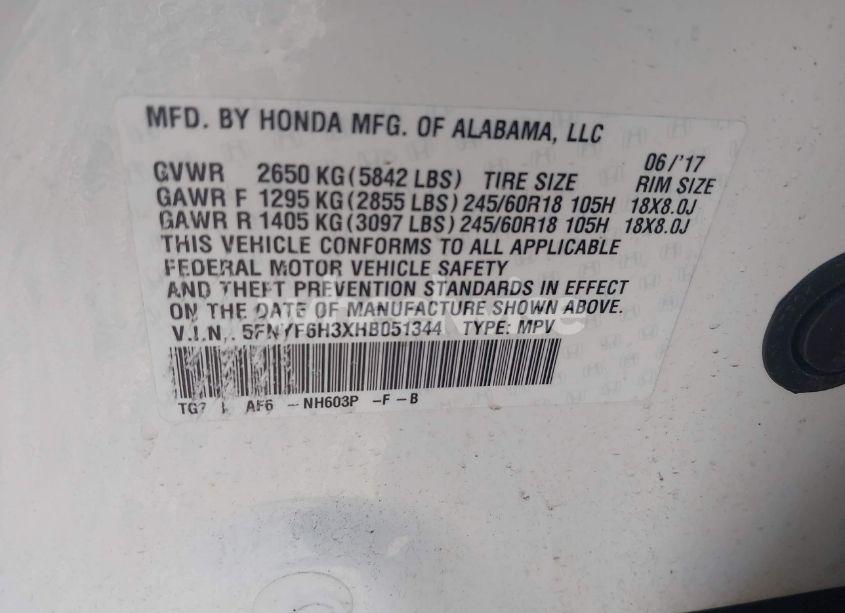 MFD. BY HONDA MFG. OF ALABAMA, LLC
06/'17
GVWR 2650 KG(5842 LBS) TIRE SIZE RIM SIZE
GAWR F 1295 KG(2855 LBS)245/60R18 105H 18X8.0J
GAWR R 1405 KG(3097 LBS)245/60R18 105H 18X8.0J
THIS VEHICLE CONFORMS TO ALL APPLICABLE
FEDERAL MOTOR VEHICLE SAFETY
AND THEFT PREVENTION STANDARDS IN EFFECT
ON THE DATE OF MANUFACTURE SHOWN ABOVE.
V.I.N.: 5FNYF6H3XHB051344 TYPE: MPV
AF6 -NH603P -F-B